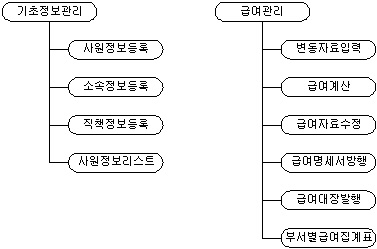 기초정보관리
사원정보등록
소속정보등록
직책정보등록
사원정보리스트
급여관리
변동자료입력
급여계산
급여자료수정
급여명세서발행
급여대장발행
부서별급여집계표